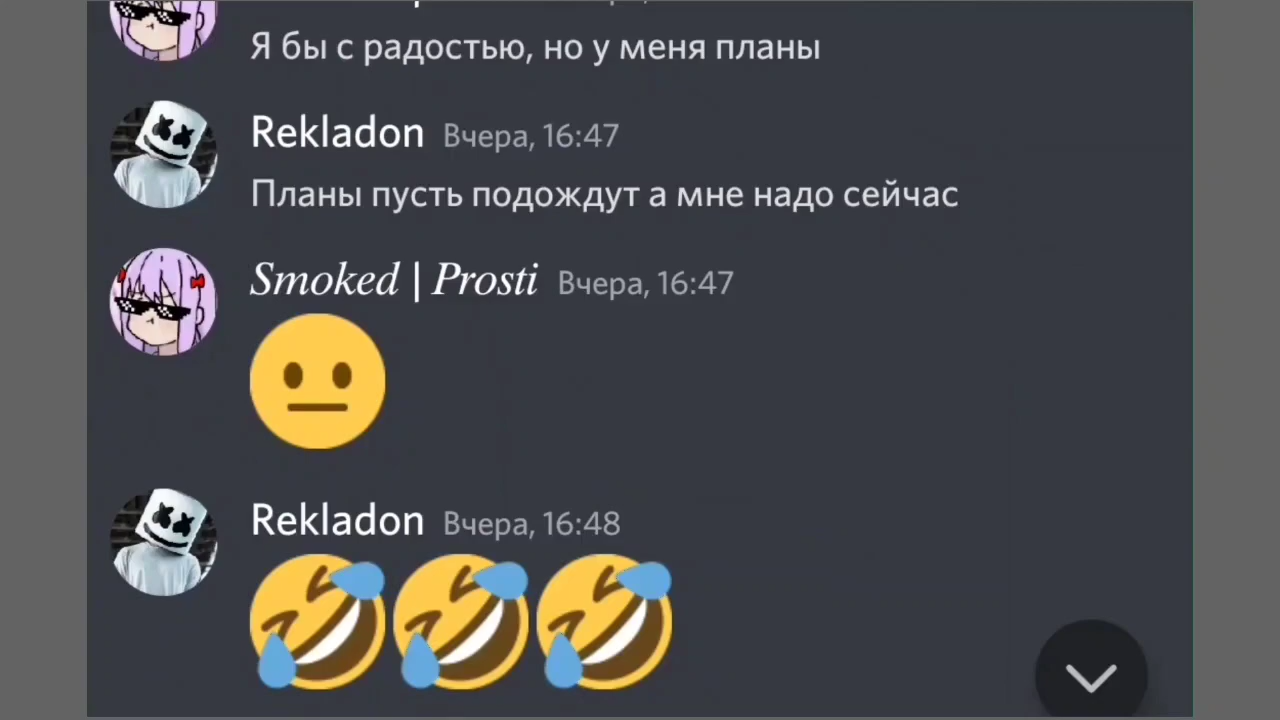 Я бы с радостью, но у меня планы
Rekladon Вчера, 16:47
Планы пусть подождут а мне надо сейчас
Smoked | Prosti Вчера, 16:47
Rekladon Вчера, 16:48